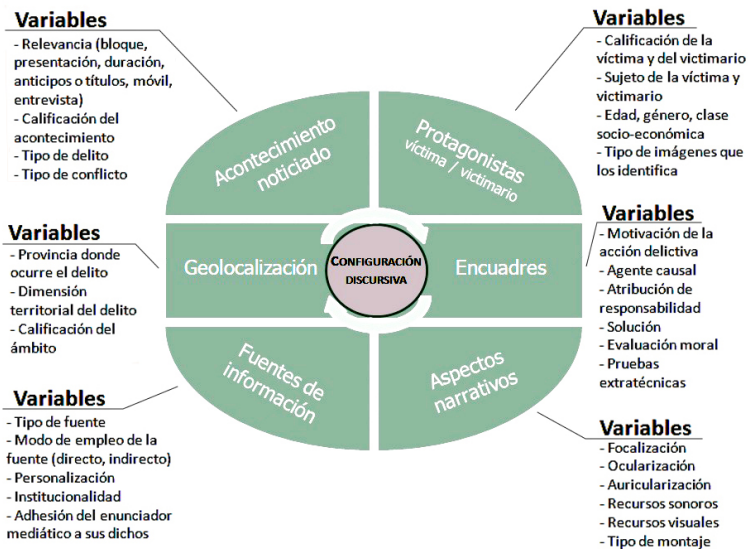 Variables
- Relevancia (bloque,
presentación, duración,
anticipos o títulos, móvil,
entrevista)
- Calificación del
acontecimiento
- Tipo de delito
- Tipo de conflicto
Variables
- Calificación de la
víctima y del victimario
- Sujeto de la víctima y
victimario
- Edad, género, clase
socio-económica
- Tipo de imágenes que
los identifica
Acontecimiento
noticiado
Protagonistas
víctima / victimario
Variables
- Provincia donde
ocurre el delito
- Dimensión
territorial del delito
- Calificación del
ámbito
Geolocalización
CONFIGURACIÓN
DISCURSIVA
Encuadres
Variables
- Motivación de la
acción delictiva
- Agente causal
- Atribución de
responsabilidad
- Solución
- Evaluación moral
- Pruebas
extratécnicas
Fuentes de
información
Aspectos
narrativos
Variables
- Tipo de fuente
- Modo de empleo de la
fuente (directo, indirecto)
- Personalización
- Institucionalidad
- Adhesión del enunciador
mediático a sus dichos
Variables
- Focalización
- Ocularización
- Auricularización
- Recursos sonoros
- Recursos visuales
- Tipo de montaje